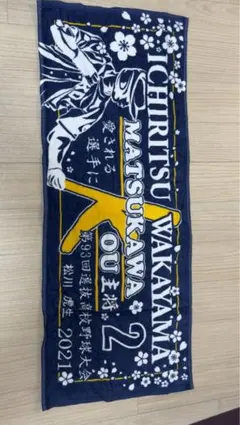 ICHIRITSU WAKAYAMA
MATSUKAWA
OU主将 2
愛される
選手に
第93回選抜高校野球大会
松川 虎生 2021